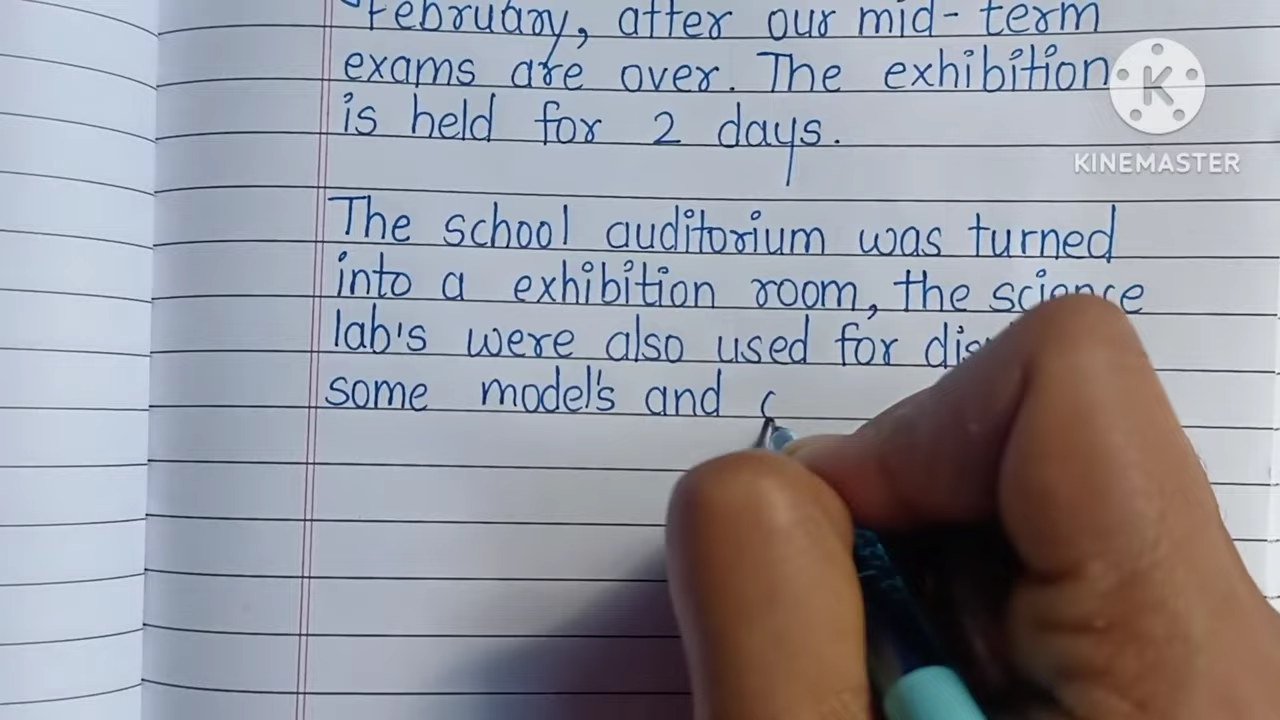 February, after our mid-term
exams are over. The exhibition
is held for 2 days.
The school auditorium was turned
into a exhibition room, the science
lab's were also used for
some model's and
K
KINEMASTER